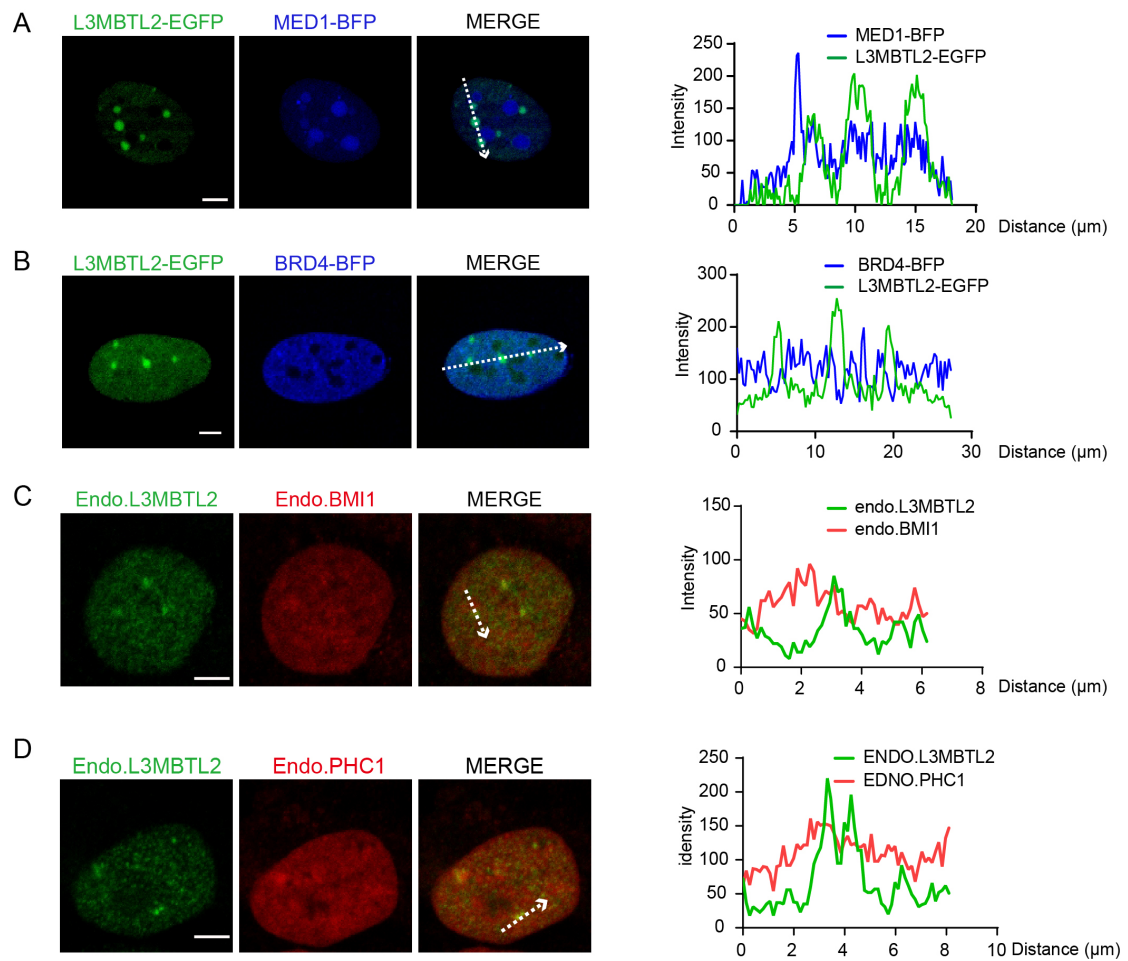 A
L3MBTL2-EGFP MED1-BFP MERGE
MED1-BFP
L3MBTL2-EGFP
Intensity
250
200
150
100
50
0
0 5 10 15 20 Distance (µm)
B
L3MBTL2-EGFP BRD4-BFP MERGE
BRD4-BFP
L3MBTL2-EGFP
Intensity
300
200
100
0
0 10 20 30 Distance (µm)
C
Endo.L3MBTL2 Endo.BMI1 MERGE
endo.L3MBTL2
endo.BMI1
Intensity
150
100
50
0
0 2 4 6 8 Distance (µm)
D
Endo.L3MBTL2 Endo.PHC1 MERGE
ENDO.L3MBTL2
EDNO.PHC1
idensity
250
200
150
100
50
0
0 2 4 6 8 10 Distance (µm)